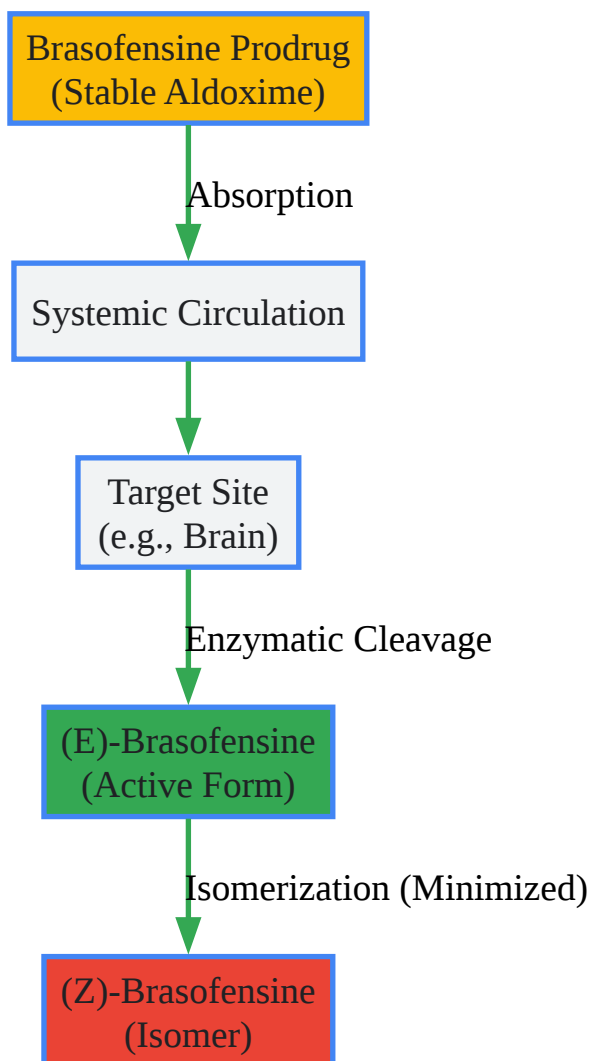 Brasofensine Prodrug
(Stable Aldoxime)
Absorption
Systemic Circulation
Target Site
(e.g., Brain)
Enzymatic Cleavage
(E)-Brasofensine
(Active Form)
Isomerization (Minimized)
(Z)-Brasofensine
(Isomer)